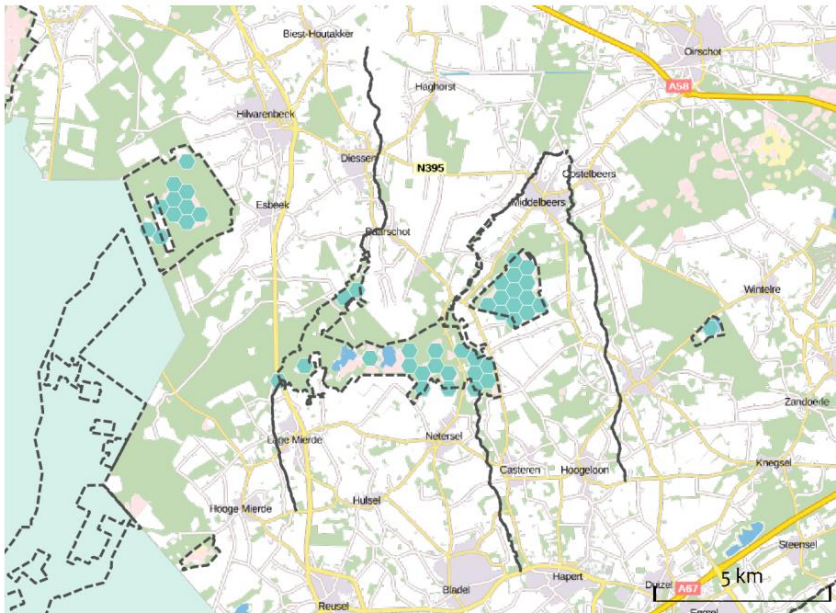 Biest-Houtakker
Oirschot
Haghorst
A58
Hilvarenbeek
Diessen
N395
Oostelbeers
Middelbeers
Esbeek
Baarschot
Wintelre
Zandoerle
Netersel
Lage Mierde
Casteren
Hoogeloon
Knegsel
Hulsel
Hooge Mierde
Steensel
5 km
Bladel
Hapert
Duizel
A67
Reusel